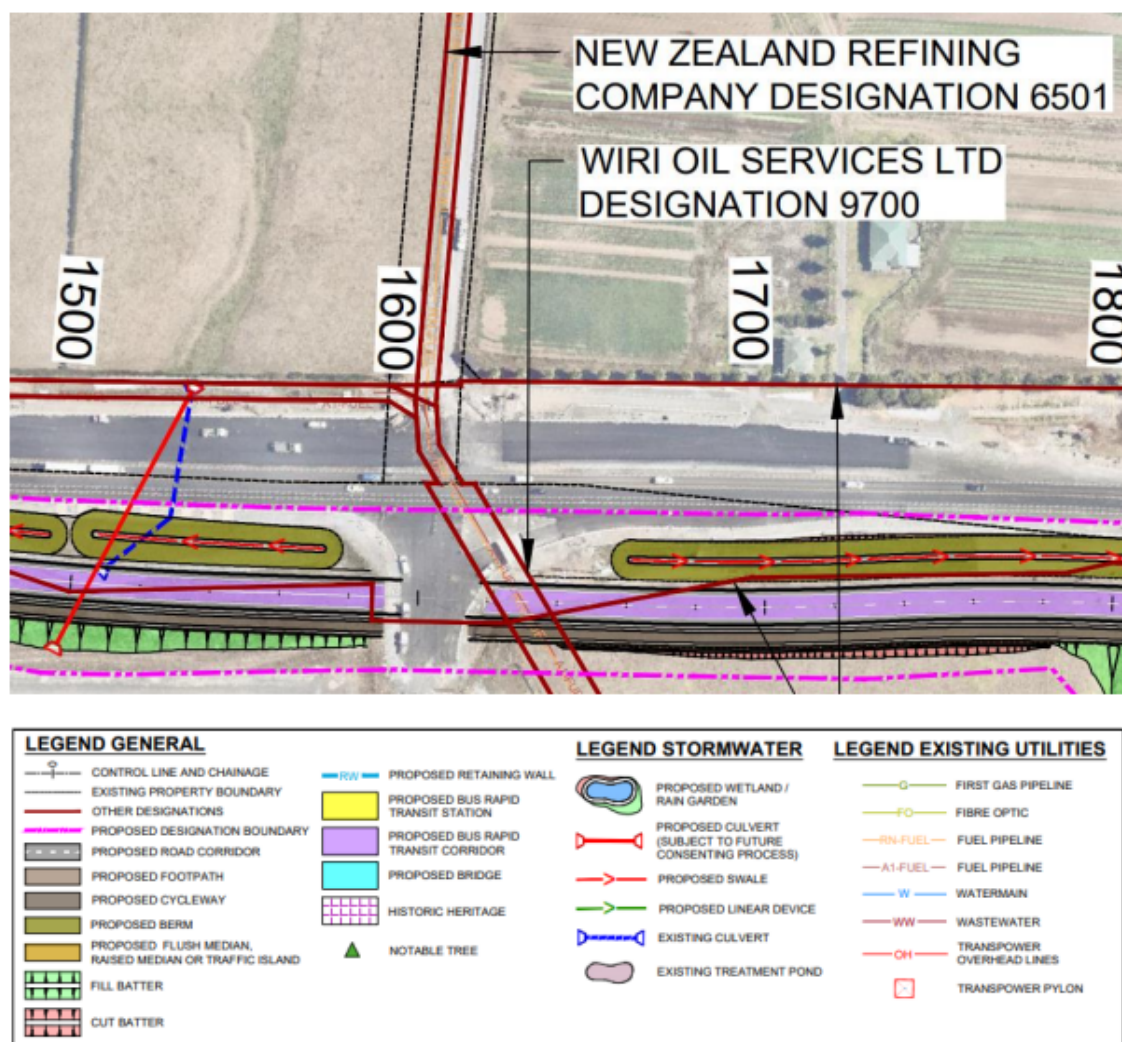 NEW ZEALAND REFINING
COMPANY DESIGNATION 6501
WIRI OIL SERVICES LTD
DESIGNATION 9700
1500
1600
1700
1800
LEGEND GENERAL
CONTROL LINE AND CHAINAGE
EXISTING PROPERTY BOUNDARY
OTHER DESIGNATIONS
PROPOSED DESIGNATION BOUNDARY
PROPOSED ROAD CORRIDOR
PROPOSED FOOTPATH
PROPOSED CYCLEWAY
PROPOSED BERM
PROPOSED FLUSH MEDIAN,
RAISED MEDIAN OR TRAFFIC ISLAND
FILL BATTER
CUT BATTER
RW PROPOSED RETAINING WALL
PROPOSED BUS RAPID
TRANSIT STATION
PROPOSED BUS RAPID
TRANSIT CORRIDOR
PROPOSED BRIDGE
HISTORIC HERITAGE
NOTABLE TREE
LEGEND STORMWATER
PROPOSED WETLAND /
RAIN GARDEN
PROPOSED CULVERT
(SUBJECT TO FUTURE
CONSENTING PROCESS)
PROPOSED SWALE
PROPOSED LINEAR DEVICE
EXISTING CULVERT
EXISTING TREATMENT POND
LEGEND EXISTING UTILITIES
G FIRST GAS PIPELINE
FO FIBRE OPTIC
RN-FUEL FUEL PIPELINE
A1-FUEL FUEL PIPELINE
W WATERMAIN
WW WASTEWATER
OH TRANSPOWER
OVERHEAD LINES
TRANSPOWER PYLON